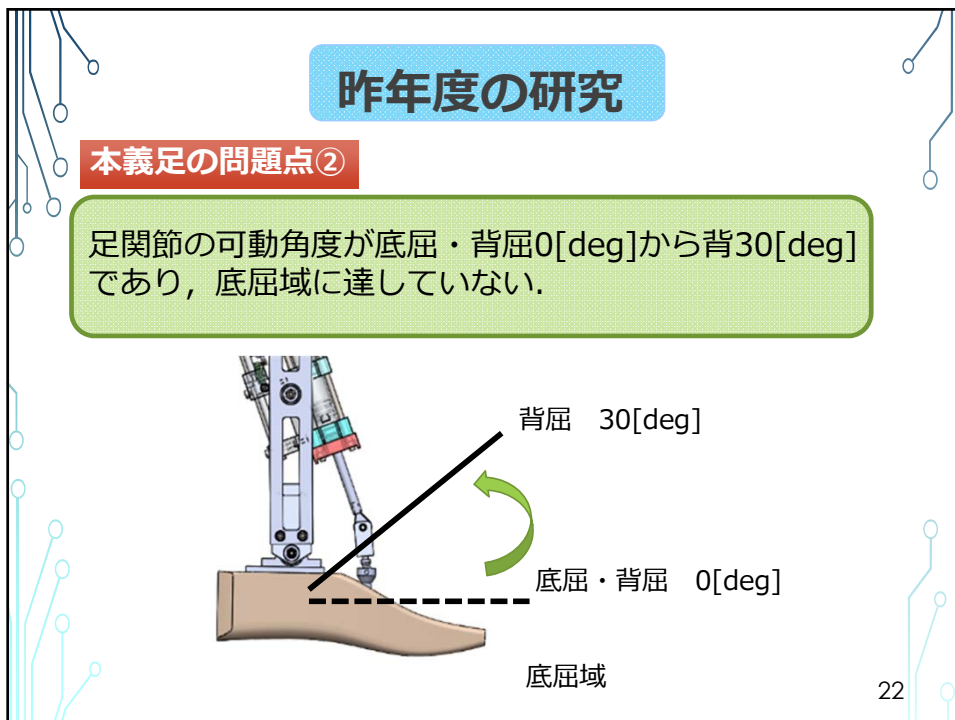 昨年度の研究
本義足の問題点②
足関節の可動角度が底屈・背屈0[deg]から背30[deg]
であり，底屈域に達していない.
背屈　30[deg]
底屈・背屈　0[deg]
底屈域
22